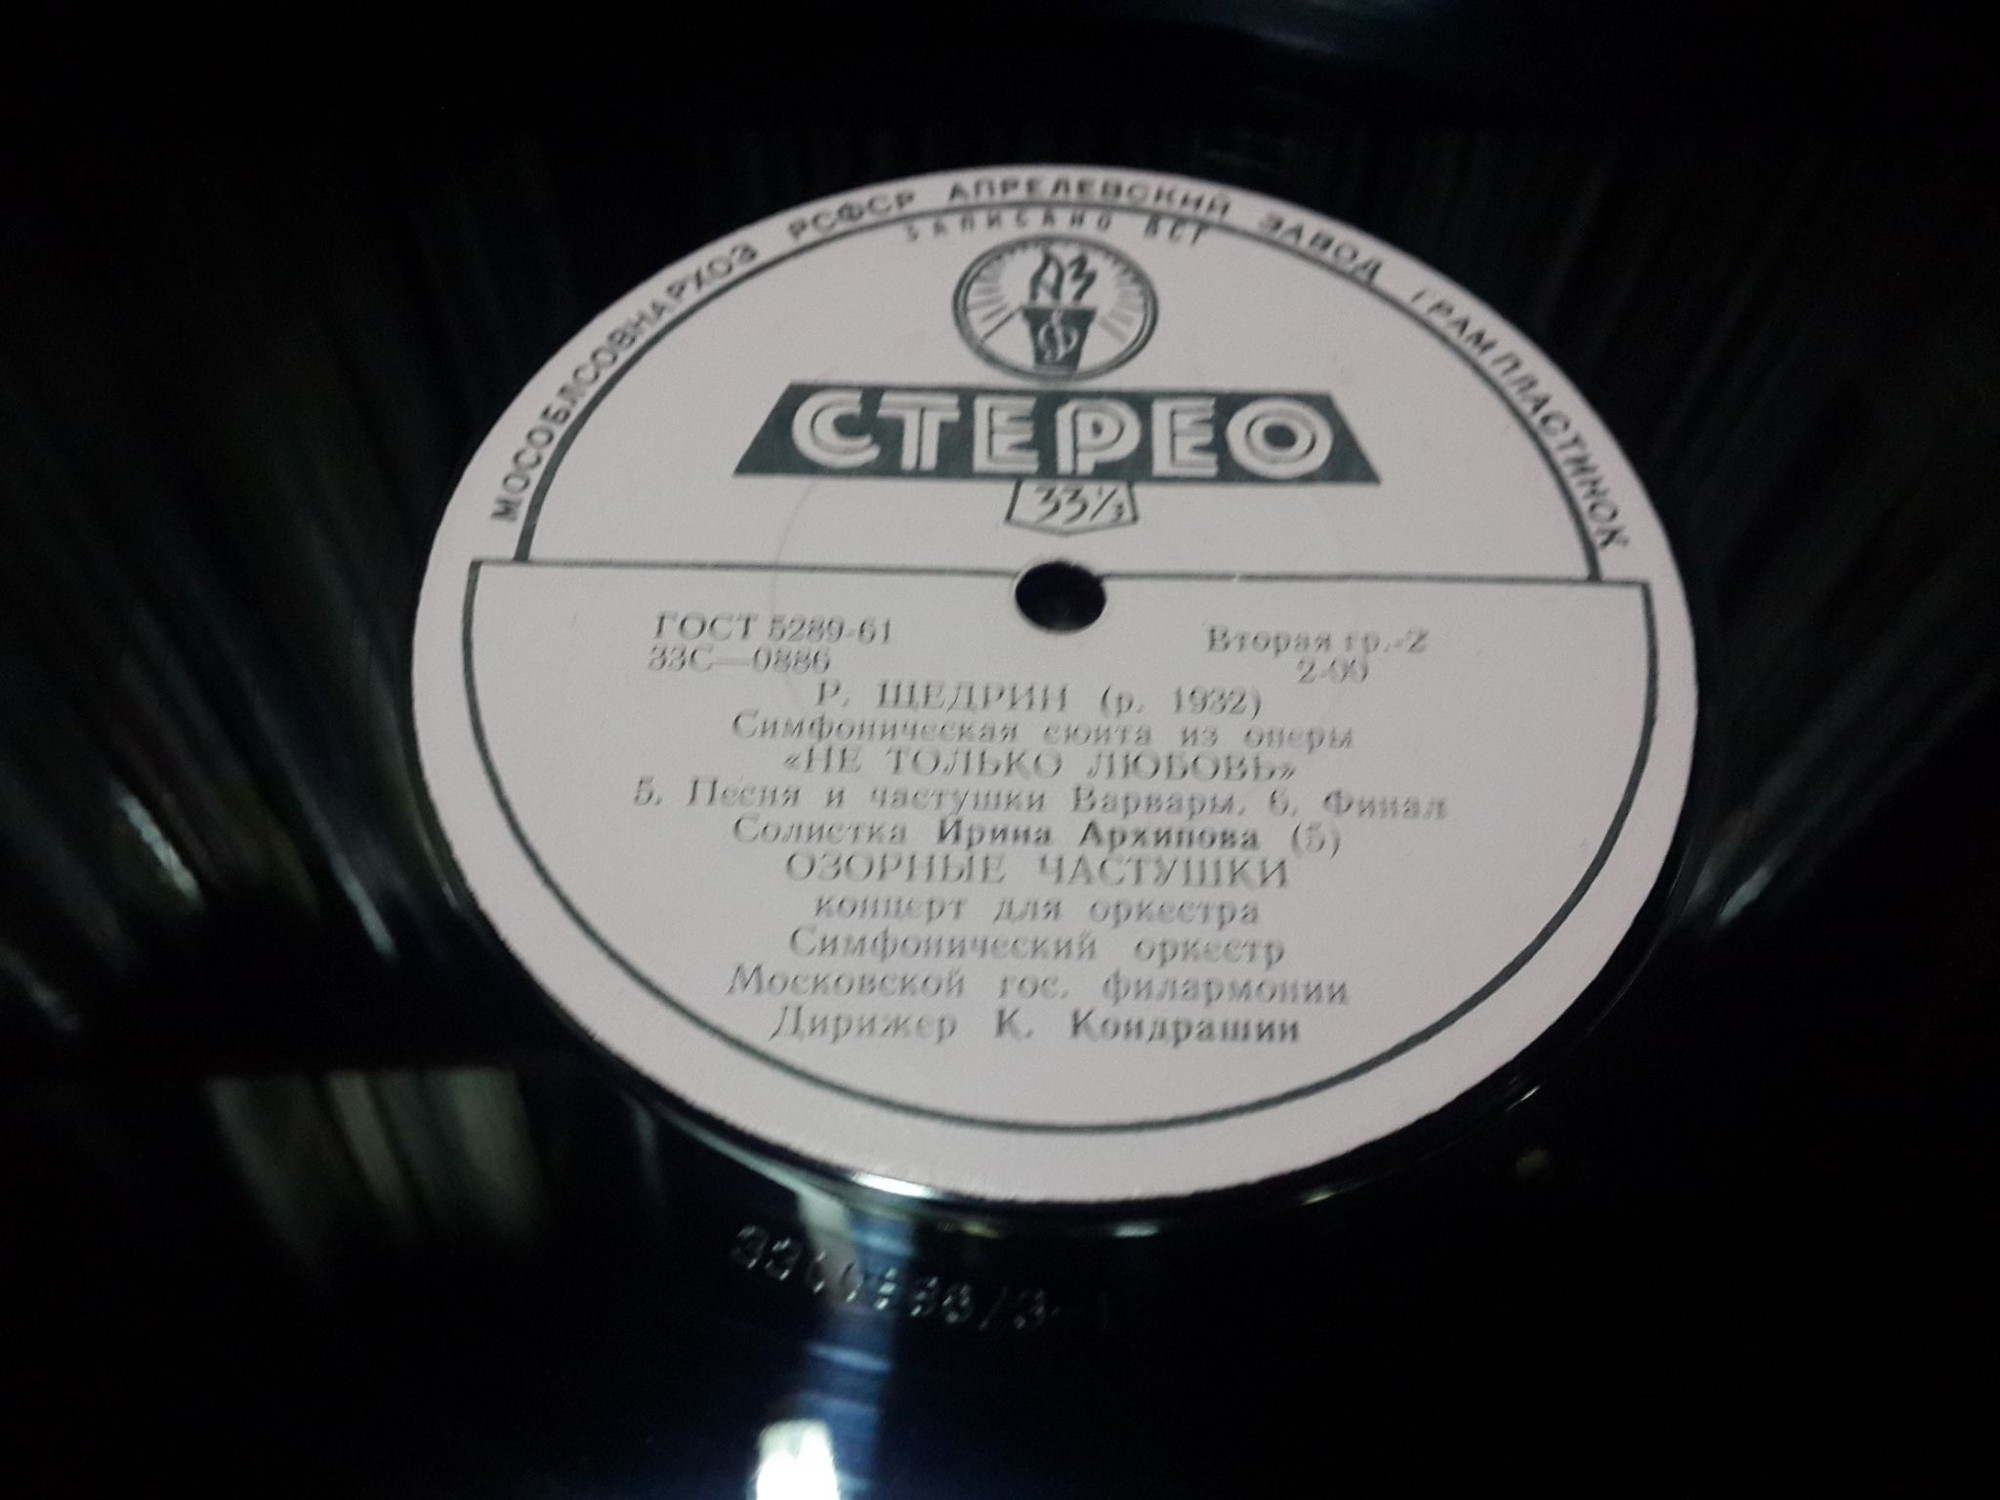 МОСОБЛСОВНАРХОЗ РСФСР АПРЕЛЕВСКИЙ ЗАВОД ГРАМПЛАСТИНОК
ЗАПИСАНО ВСГ
АЗ
СТЕРЕО
33⅓
ГОСТ 5289-61
Вторая гр.-2
33С—0886
2-00
Р. ЩЕДРИН (р. 1932)
Симфоническая сюита из оперы
«НЕ ТОЛЬКО ЛЮБОВЬ»
5. Песня и частушки Варвары. 6. Финал
Солистка Ирина Архипова (5)
ОЗОРНЫЕ ЧАСТУШКИ
концерт для оркестра
Симфонический оркестр
Московской гос. филармонии
Дирижер К. Кондрашин